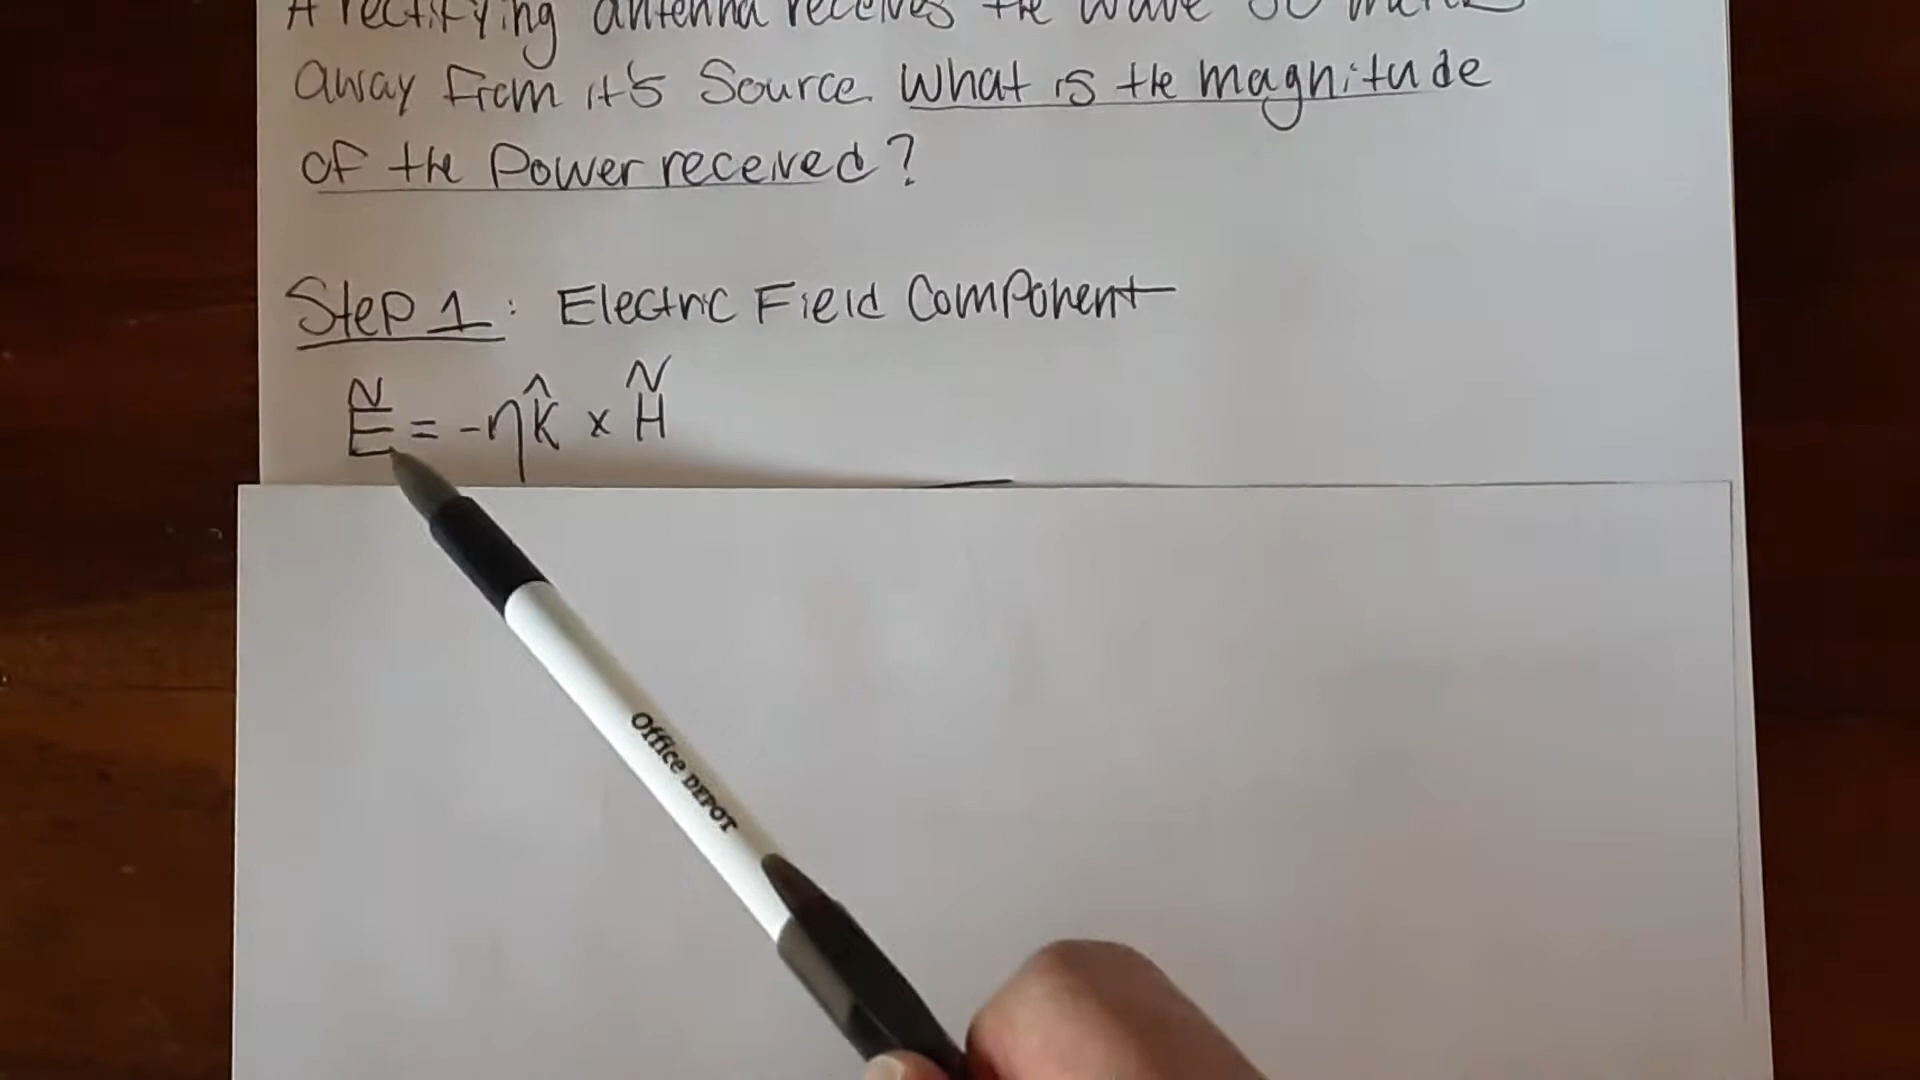 A rectifying antenna receives the wave
away from it's Source. What is the magnitude
of the Power received?
Step 1: Electric Field Component
Ẽ = -ηk̂ × H̃
Office DEPOT